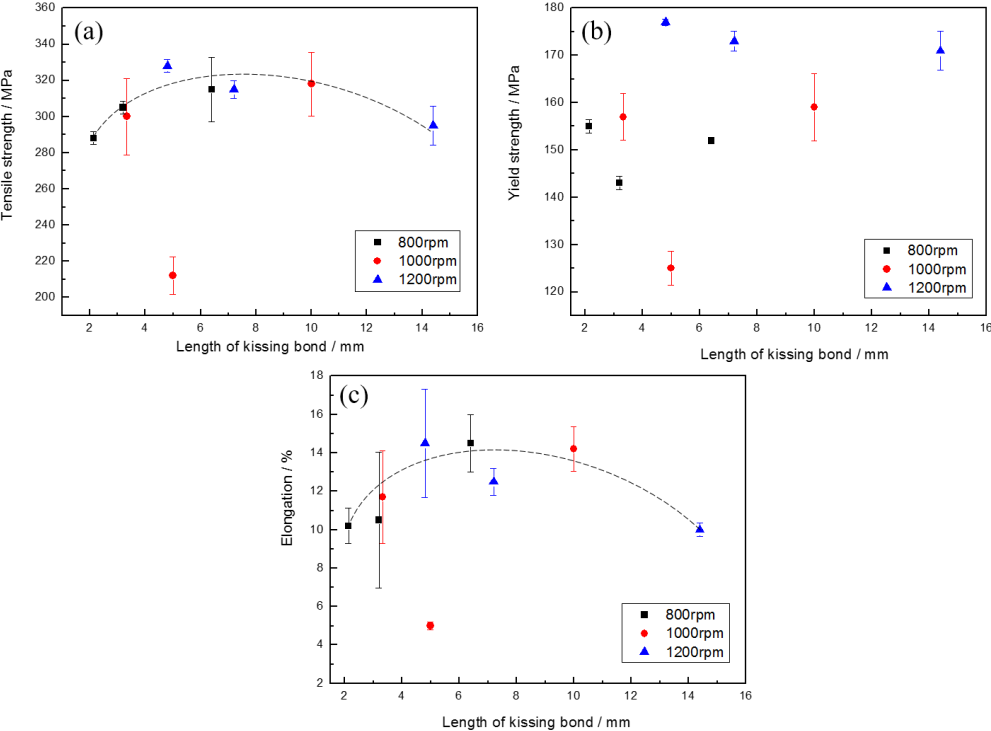 (a)
Tensile strength / MPa
360
340
320
300
280
260
240
220
200
800rpm
1000rpm
1200rpm
2 4 6 8 10 12 14 16
Length of kissing bond / mm
(b)
Yield strength / MPa
180
170
160
150
140
130
120
800rpm
1000rpm
1200rpm
2 4 6 8 10 12 14 16
Length of kissing bond / mm
(c)
Elongation / %
18
16
14
12
10
8
6
4
2
800rpm
1000rpm
1200rpm
2 4 6 8 10 12 14 16
Length of kissing bond / mm